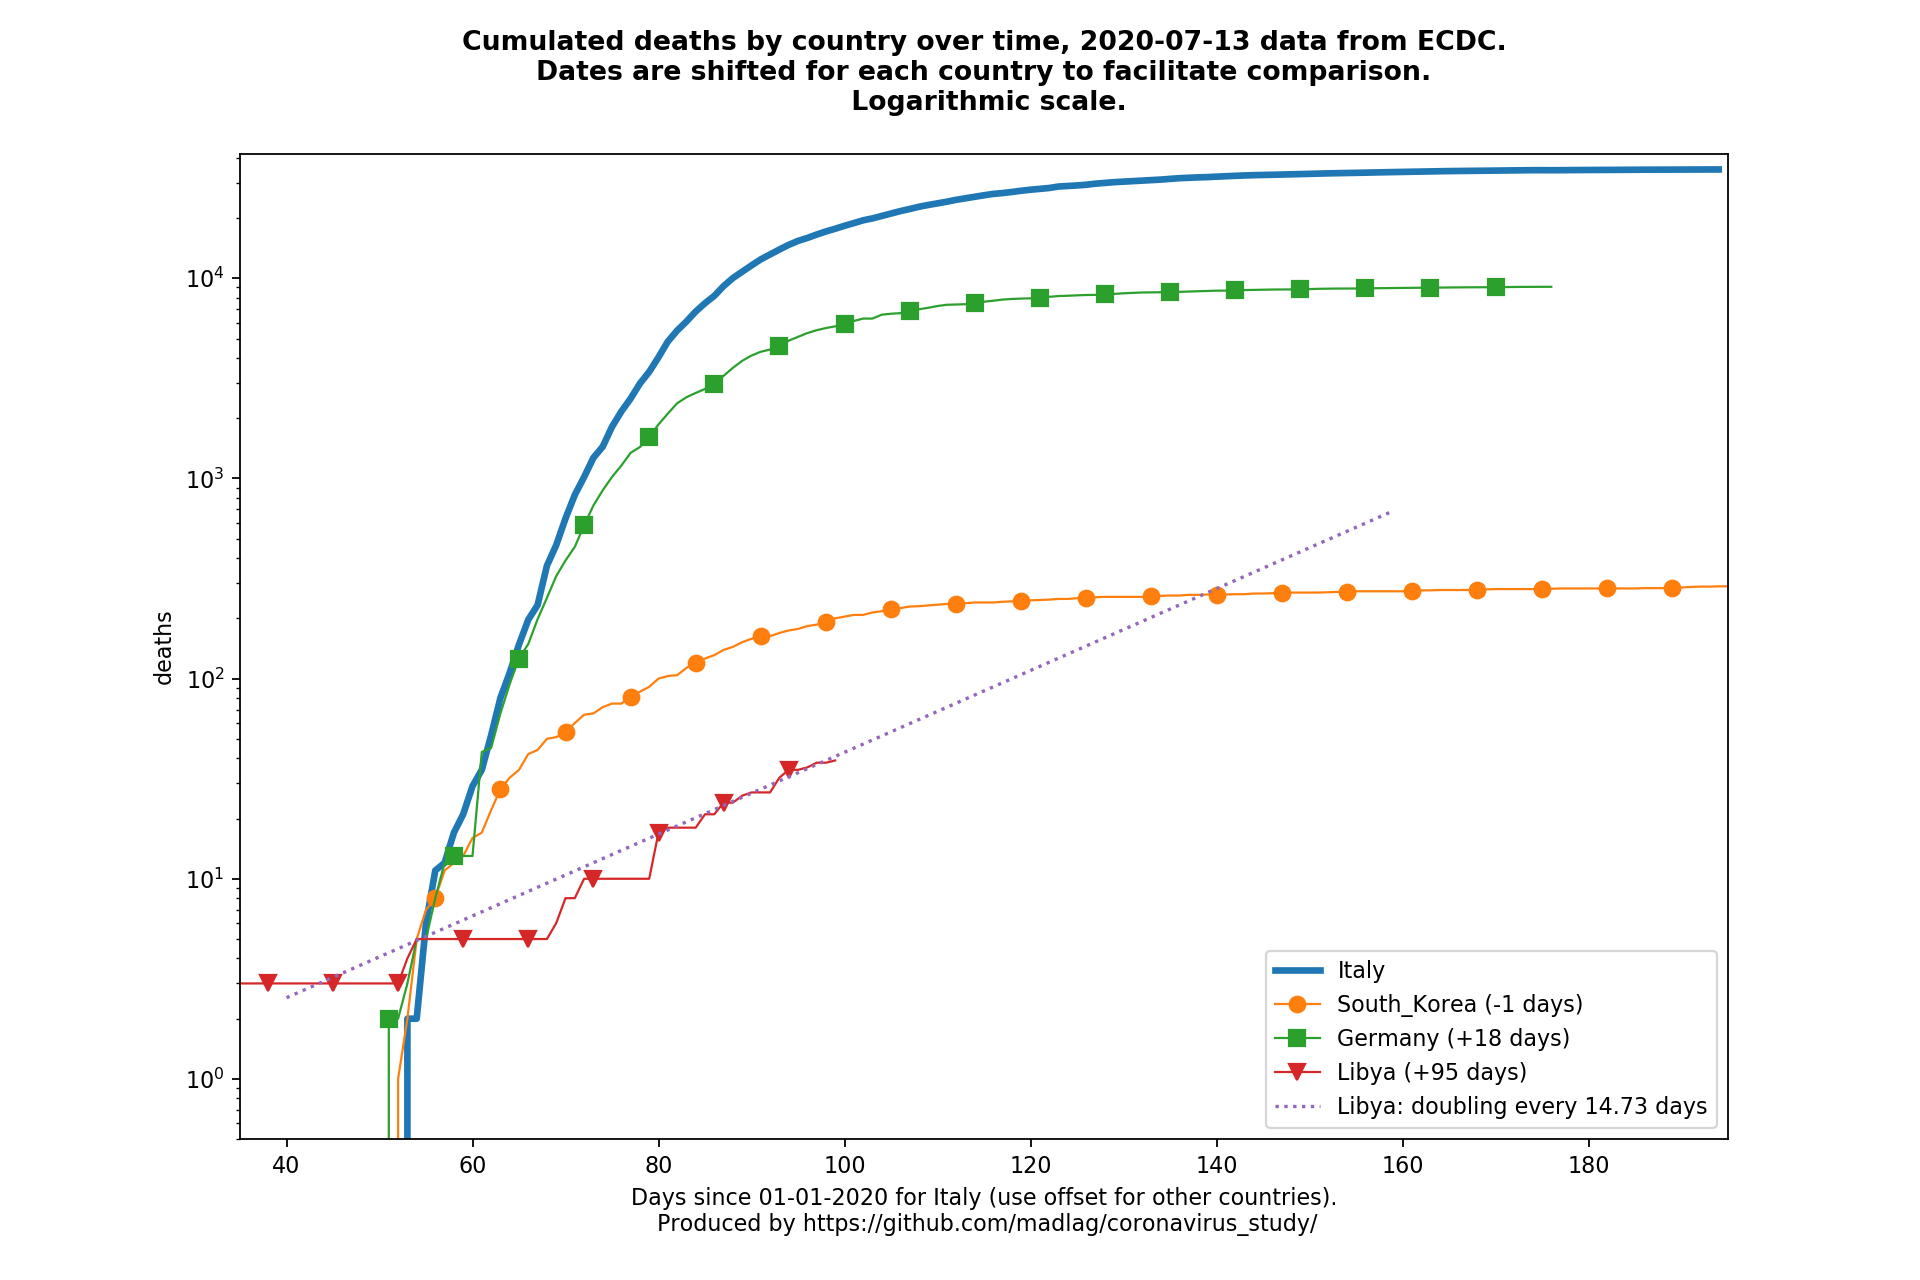 Cumulated deaths by country over time, 2020-07-13 data from ECDC.
Dates are shifted for each country to facilitate comparison.
Logarithmic scale.
10^4
10^3
10^2
10^1
10^0
deaths
Italy
South_Korea (-1 days)
Germany (+18 days)
Libya (+95 days)
Libya: doubling every 14.73 days
40 60 80 100 120 140 160 180
Days since 01-01-2020 for Italy (use offset for other countries).
Produced by https://github.com/madlag/coronavirus_study/